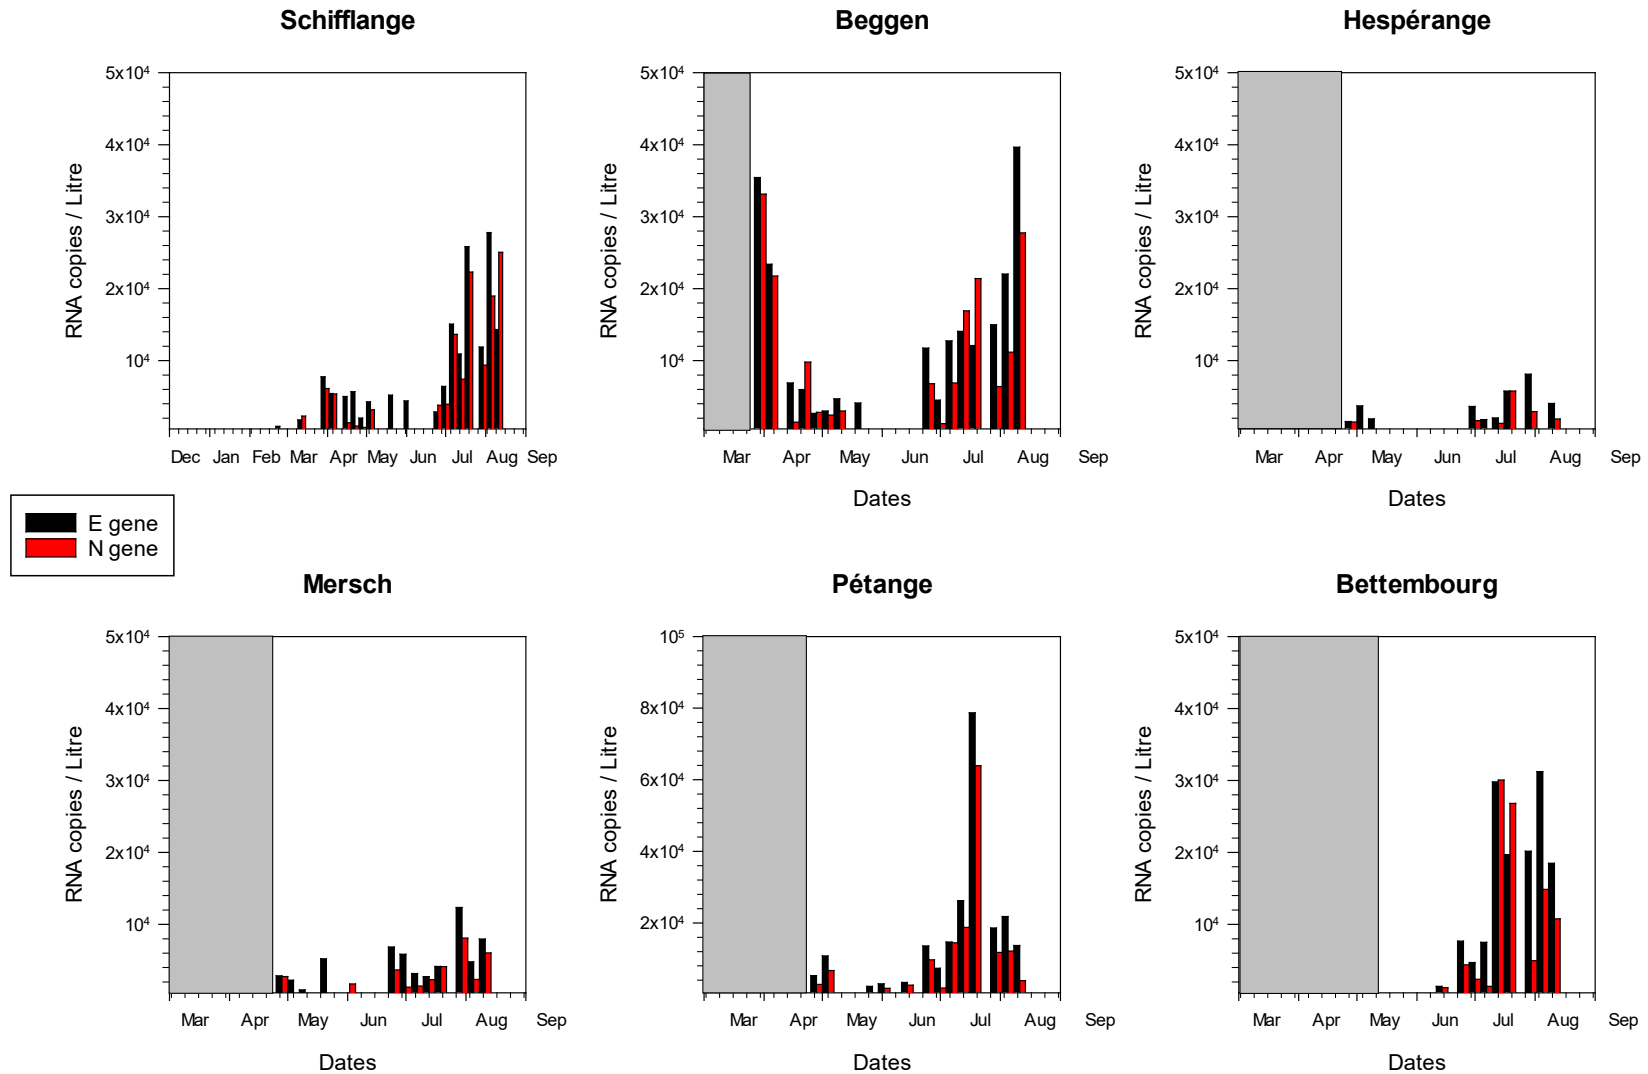 Schifflange
5x10⁴
4x10⁴
3x10⁴
2x10⁴
10⁴
RNA copies / Litre
Dec Jan Feb Mar Apr May Jun Jul Aug Sep
Beggen
5x10⁴
4x10⁴
3x10⁴
2x10⁴
10⁴
RNA copies / Litre
Mar Apr May Jun Jul Aug Sep
Dates
Hespérange
5x10⁴
4x10⁴
3x10⁴
2x10⁴
10⁴
RNA copies / Litre
Mar Apr May Jun Jul Aug Sep
Dates
E gene
N gene
Mersch
5x10⁴
4x10⁴
3x10⁴
2x10⁴
10⁴
RNA copies / Litre
Mar Apr May Jun Jul Aug Sep
Dates
Pétange
10⁵
8x10⁴
6x10⁴
4x10⁴
2x10⁴
RNA copies / Litre
Mar Apr May Jun Jul Aug Sep
Dates
Bettembourg
5x10⁴
4x10⁴
3x10⁴
2x10⁴
10⁴
RNA copies / Litre
Mar Apr May Jun Jul Aug Sep
Dates